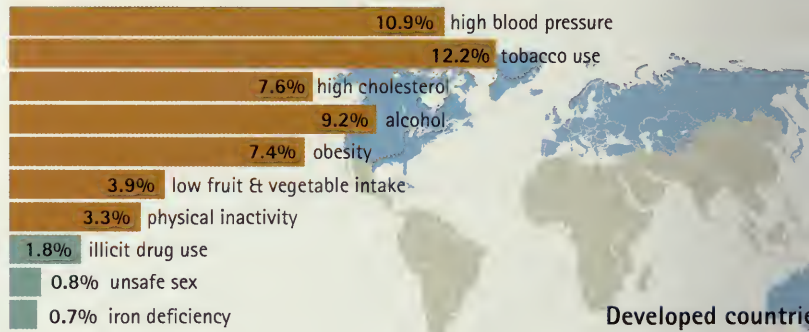 10.9% high blood pressure
12.2% tobacco use
7.6% high cholesterol
9.2% alcohol
7.4% obesity
3.9% low fruit & vegetable intake
3.3% physical inactivity
1.8% illicit drug use
0.8% unsafe sex
0.7% iron deficiency
Developed countri